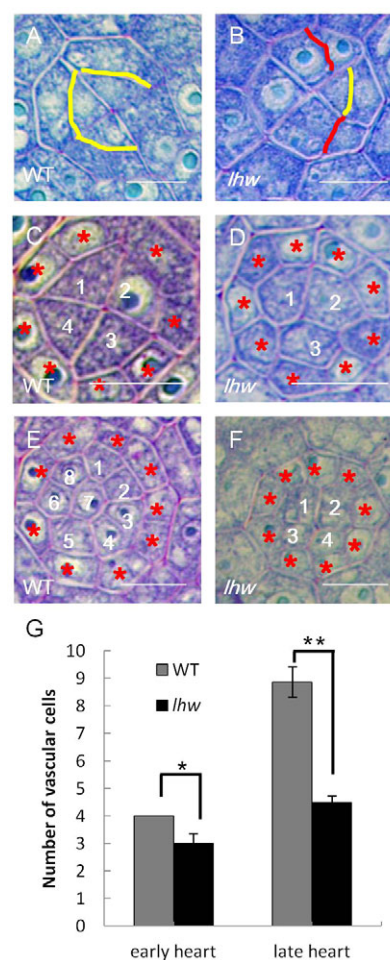 A
WT
B
lhw
C
* * * * * * * *
1 2
4 3
WT
D
* * * * * * * * *
1 2
3
lhw
E
* * * * * * * *
8 1
6 7 2
3
5 4
WT
F
* * * * * * * * *
1 2
3 4
lhw
G
Number of vascular cells
10
9
8
7
6
5
4
3
2
1
0
WT
lhw
*
**
early heart
late heart